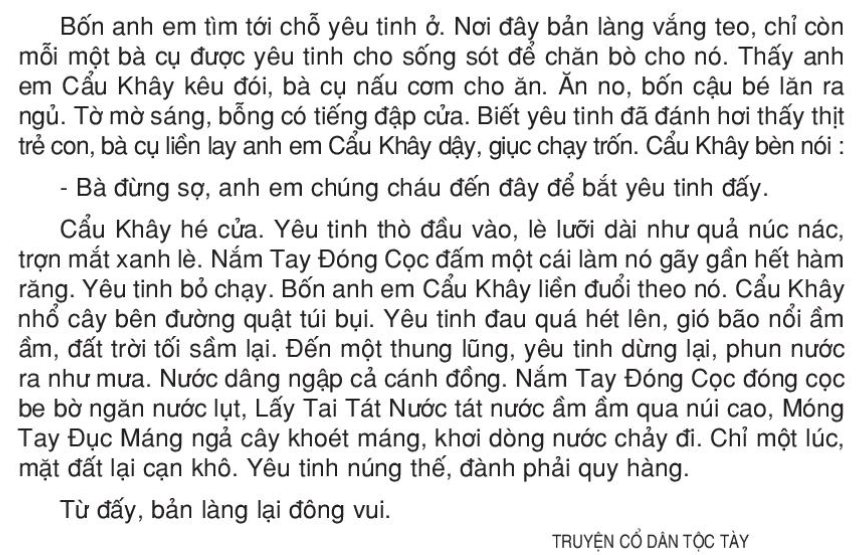 Bốn anh em tìm tới chỗ yêu tinh ở. Nơi đây bản làng vắng teo, chỉ còn
mỗi một bà cụ được yêu tinh cho sống sót để chăn bò cho nó. Thấy anh
em Cẩu Khây kêu đói, bà cụ nấu cơm cho ăn. Ăn no, bốn cậu bé lăn ra
ngủ. Tờ mờ sáng, bỗng có tiếng đập cửa. Biết yêu tinh đã đánh hơi thấy thịt
trẻ con, bà cụ liền lay anh em Cẩu Khây dậy, giục chạy trốn. Cẩu Khây bèn nói :
- Bà đừng sợ, anh em chúng cháu đến đây để bắt yêu tinh đấy.
Cẩu Khây hé cửa. Yêu tinh thò đầu vào, lè lưỡi dài như quả núc nác,
trợn mắt xanh lè. Nắm Tay Đóng Cọc đấm một cái làm nó gãy gần hết hàm
răng. Yêu tinh bỏ chạy. Bốn anh em Cẩu Khây liền đuổi theo nó. Cẩu Khây
nhổ cây bên đường quật túi bụi. Yêu tinh đau quá hét lên, gió bão nổi ầm
ầm, đất trời tối sầm lại. Đến một thung lũng, yêu tinh dừng lại, phun nước
ra như mưa. Nước dâng ngập cả cánh đồng. Nắm Tay Đóng Cọc đóng cọc
be bờ ngăn nước lụt, Lấy Tai Tát Nước tát nước ầm ầm qua núi cao, Móng
Tay Đục Máng ngả cây khoét máng, khơi dòng nước chảy đi. Chỉ một lúc,
mặt đất lại cạn khô. Yêu tinh núng thế, đành phải quy hàng.
Từ đấy, bản làng lại đông vui.
TRUYỆN CỔ DÂN TỘC TÀY